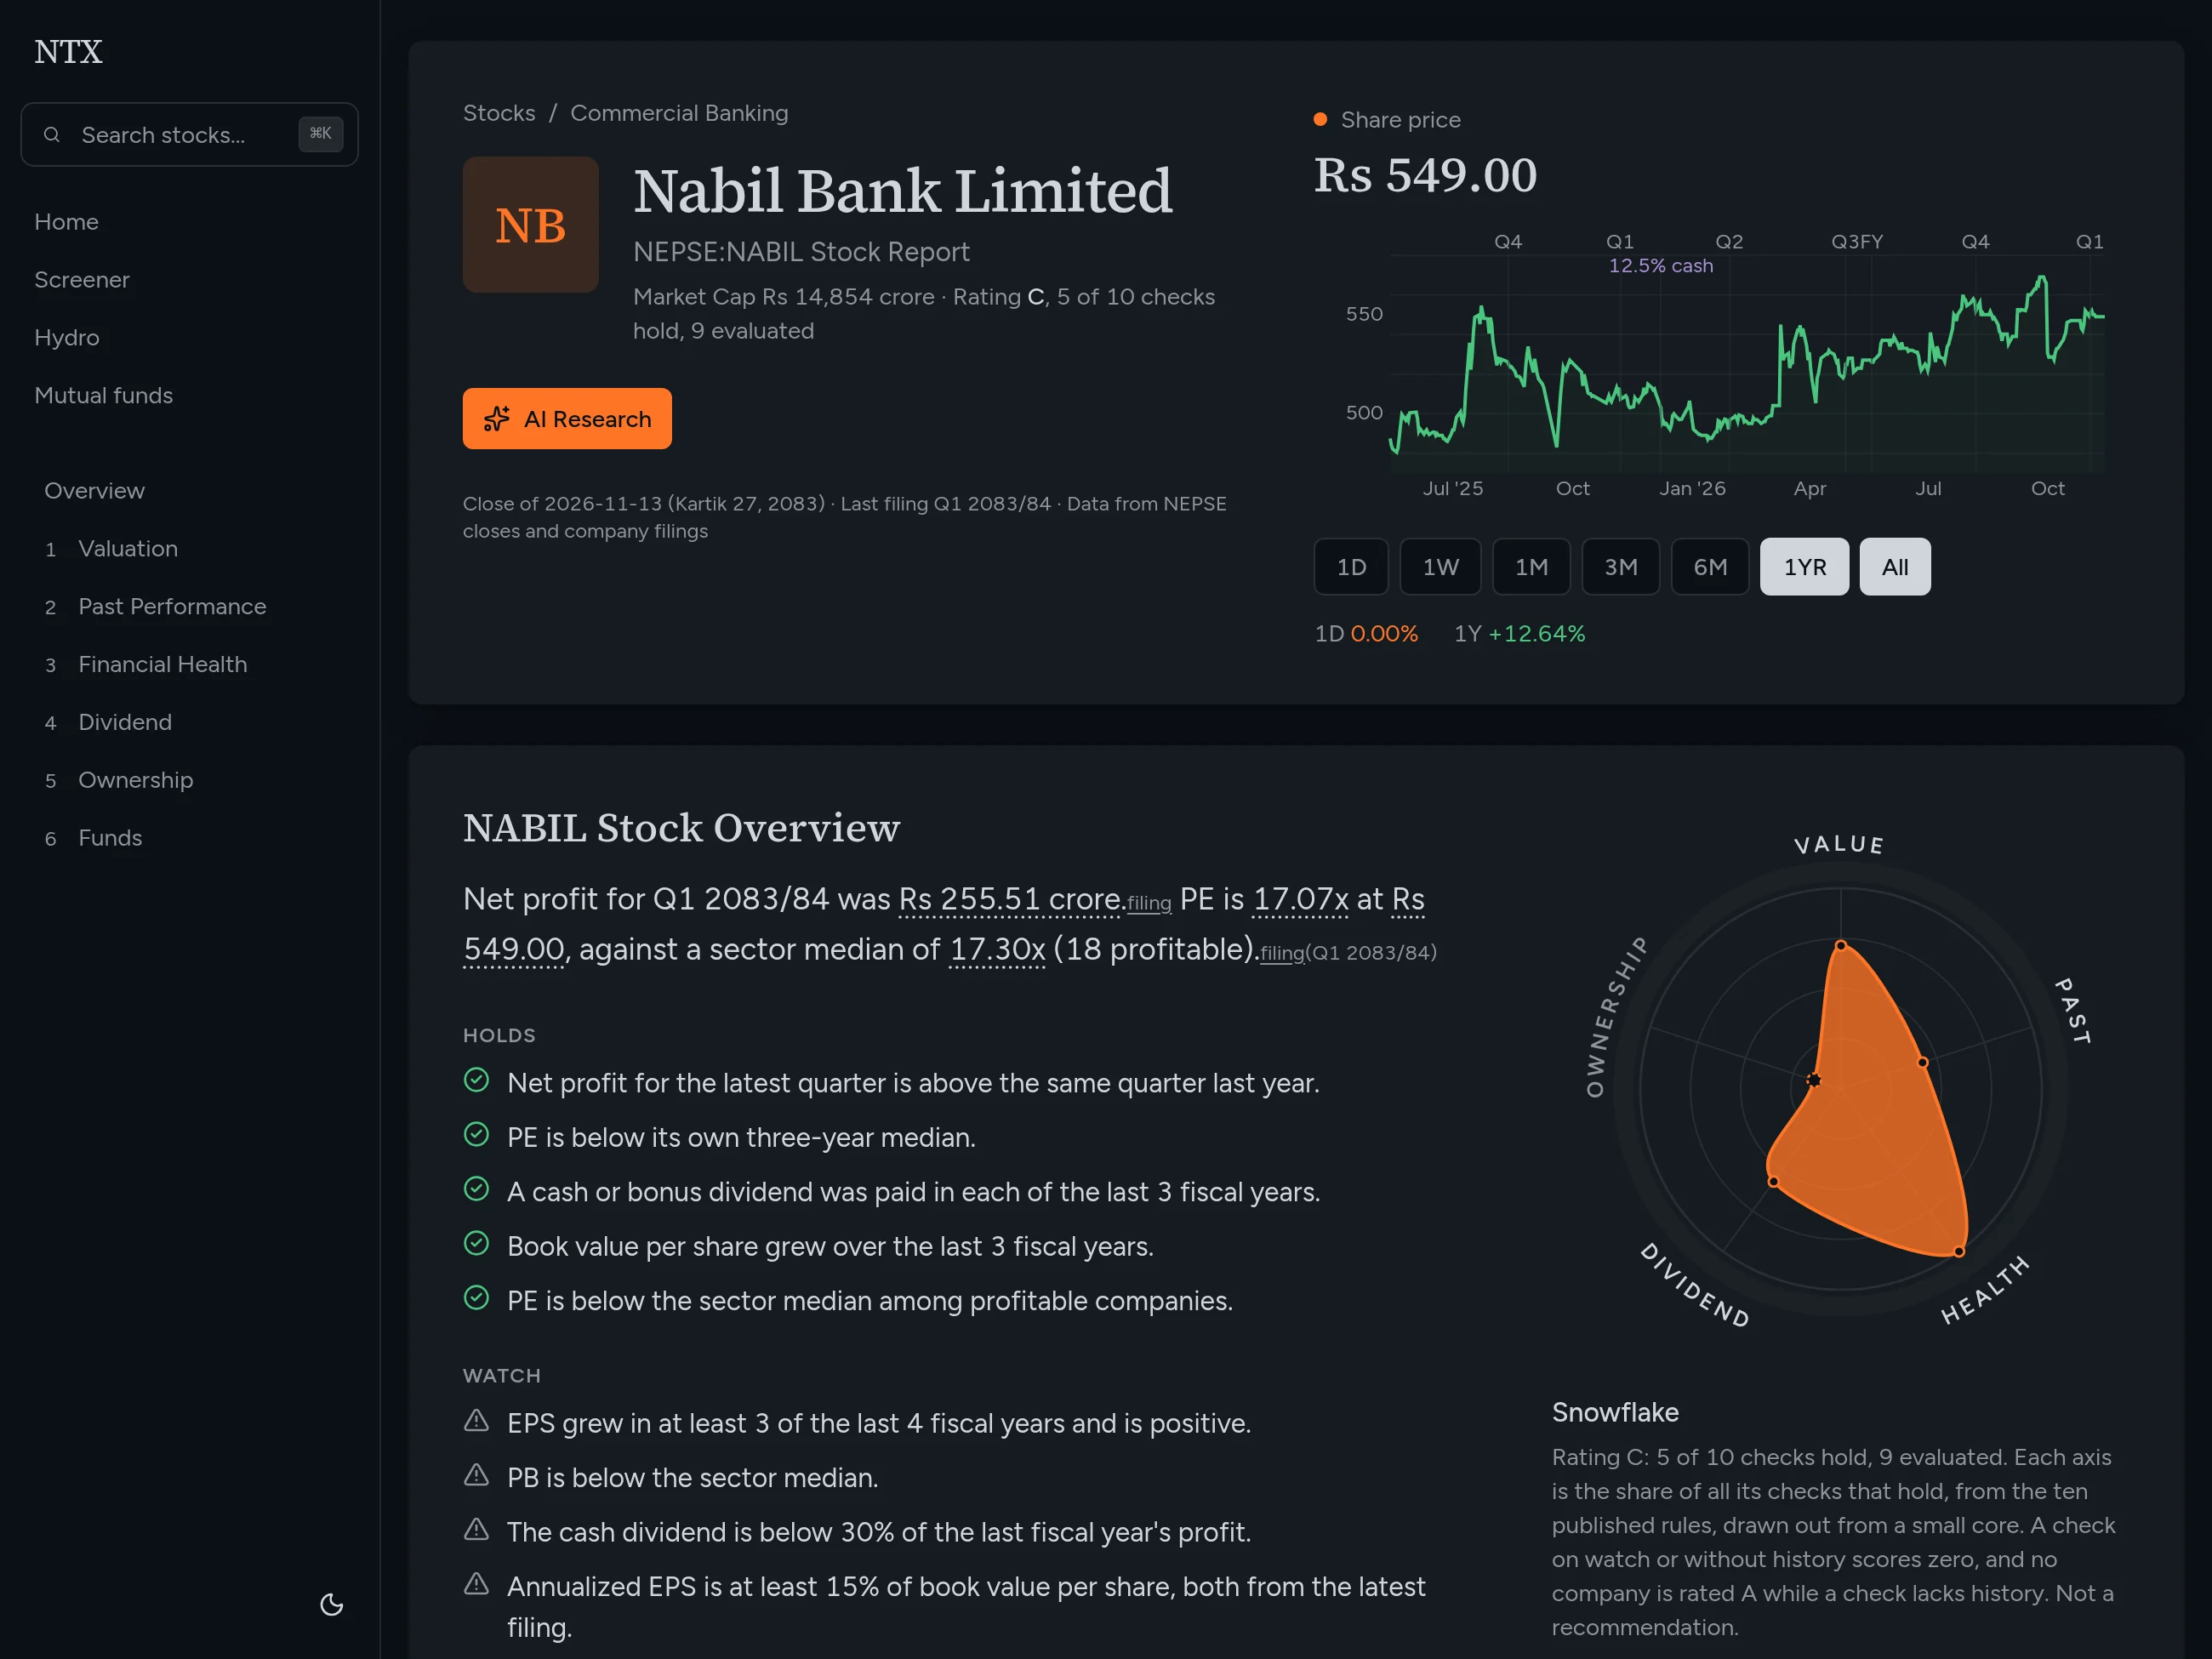 NTX
Search stocks...
⌘K
Home
Screener
Hydro
Mutual funds
Overview
1 Valuation
2 Past Performance
3 Financial Health
4 Dividend
5 Ownership
6 Funds
Stocks / Commercial Banking
NB
Nabil Bank Limited
NEPSE:NABIL Stock Report
Market Cap Rs 14,854 crore · Rating C, 5 of 10 checks
hold, 9 evaluated
AI Research
Close of 2026-11-13 (Kartik 27, 2083) · Last filing Q1 2083/84 · Data from NEPSE
closes and company filings
Share price
Rs 549.00
Q4 Q1 Q2 Q3FY Q4 Q1
12.5% cash
550
500
Jul '25 Oct Jan '26 Apr Jul Oct
1D 1W 1M 3M 6M 1YR All
1D 0.00% 1Y +12.64%
NABIL Stock Overview
Net profit for Q1 2083/84 was Rs 255.51 crore.filing PE is 17.07x at Rs
549.00, against a sector median of 17.30x (18 profitable).filing(Q1 2083/84)
HOLDS
Net profit for the latest quarter is above the same quarter last year.
PE is below its own three-year median.
A cash or bonus dividend was paid in each of the last 3 fiscal years.
Book value per share grew over the last 3 fiscal years.
PE is below the sector median among profitable companies.
WATCH
EPS grew in at least 3 of the last 4 fiscal years and is positive.
PB is below the sector median.
The cash dividend is below 30% of the last fiscal year's profit.
Annualized EPS is at least 15% of book value per share, both from the latest
filing.
VALUE
PAST
HEALTH
DIVIDEND
OWNERSHIP
Snowflake
Rating C: 5 of 10 checks hold, 9 evaluated. Each axis
is the share of all its checks that hold, from the ten
published rules, drawn out from a small core. A check
on watch or without history scores zero, and no
company is rated A while a check lacks history. Not a
recommendation.